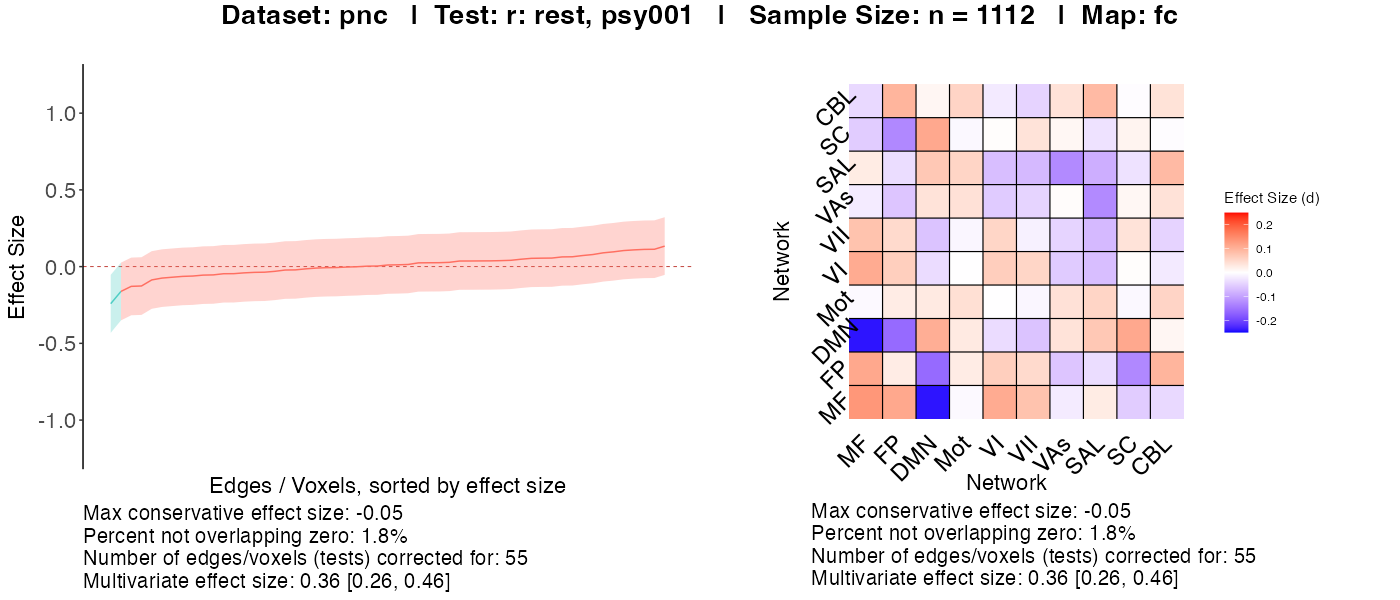 Dataset: pnc | Test: r: rest, psy001 | Sample Size: n = 1112 | Map: fc
Effect Size
1.0
0.5
0.0
-0.5
-1.0
Edges / Voxels, sorted by effect size
Max conservative effect size: -0.05
Percent not overlapping zero: 1.8%
Number of edges/voxels (tests) corrected for: 55
Multivariate effect size: 0.36 [0.26, 0.46]
Network
CBL
SC
SAL
VAs
VII
VI
Mot
DMN
FP
MF
MF
FP
DMN
Mot
VI
VII
VAs
SAL
SC
CBL
Network
Effect Size (d)
0.2
0.1
0.0
-0.1
-0.2
Max conservative effect size: -0.05
Percent not overlapping zero: 1.8%
Number of edges/voxels (tests) corrected for: 55
Multivariate effect size: 0.36 [0.26, 0.46]